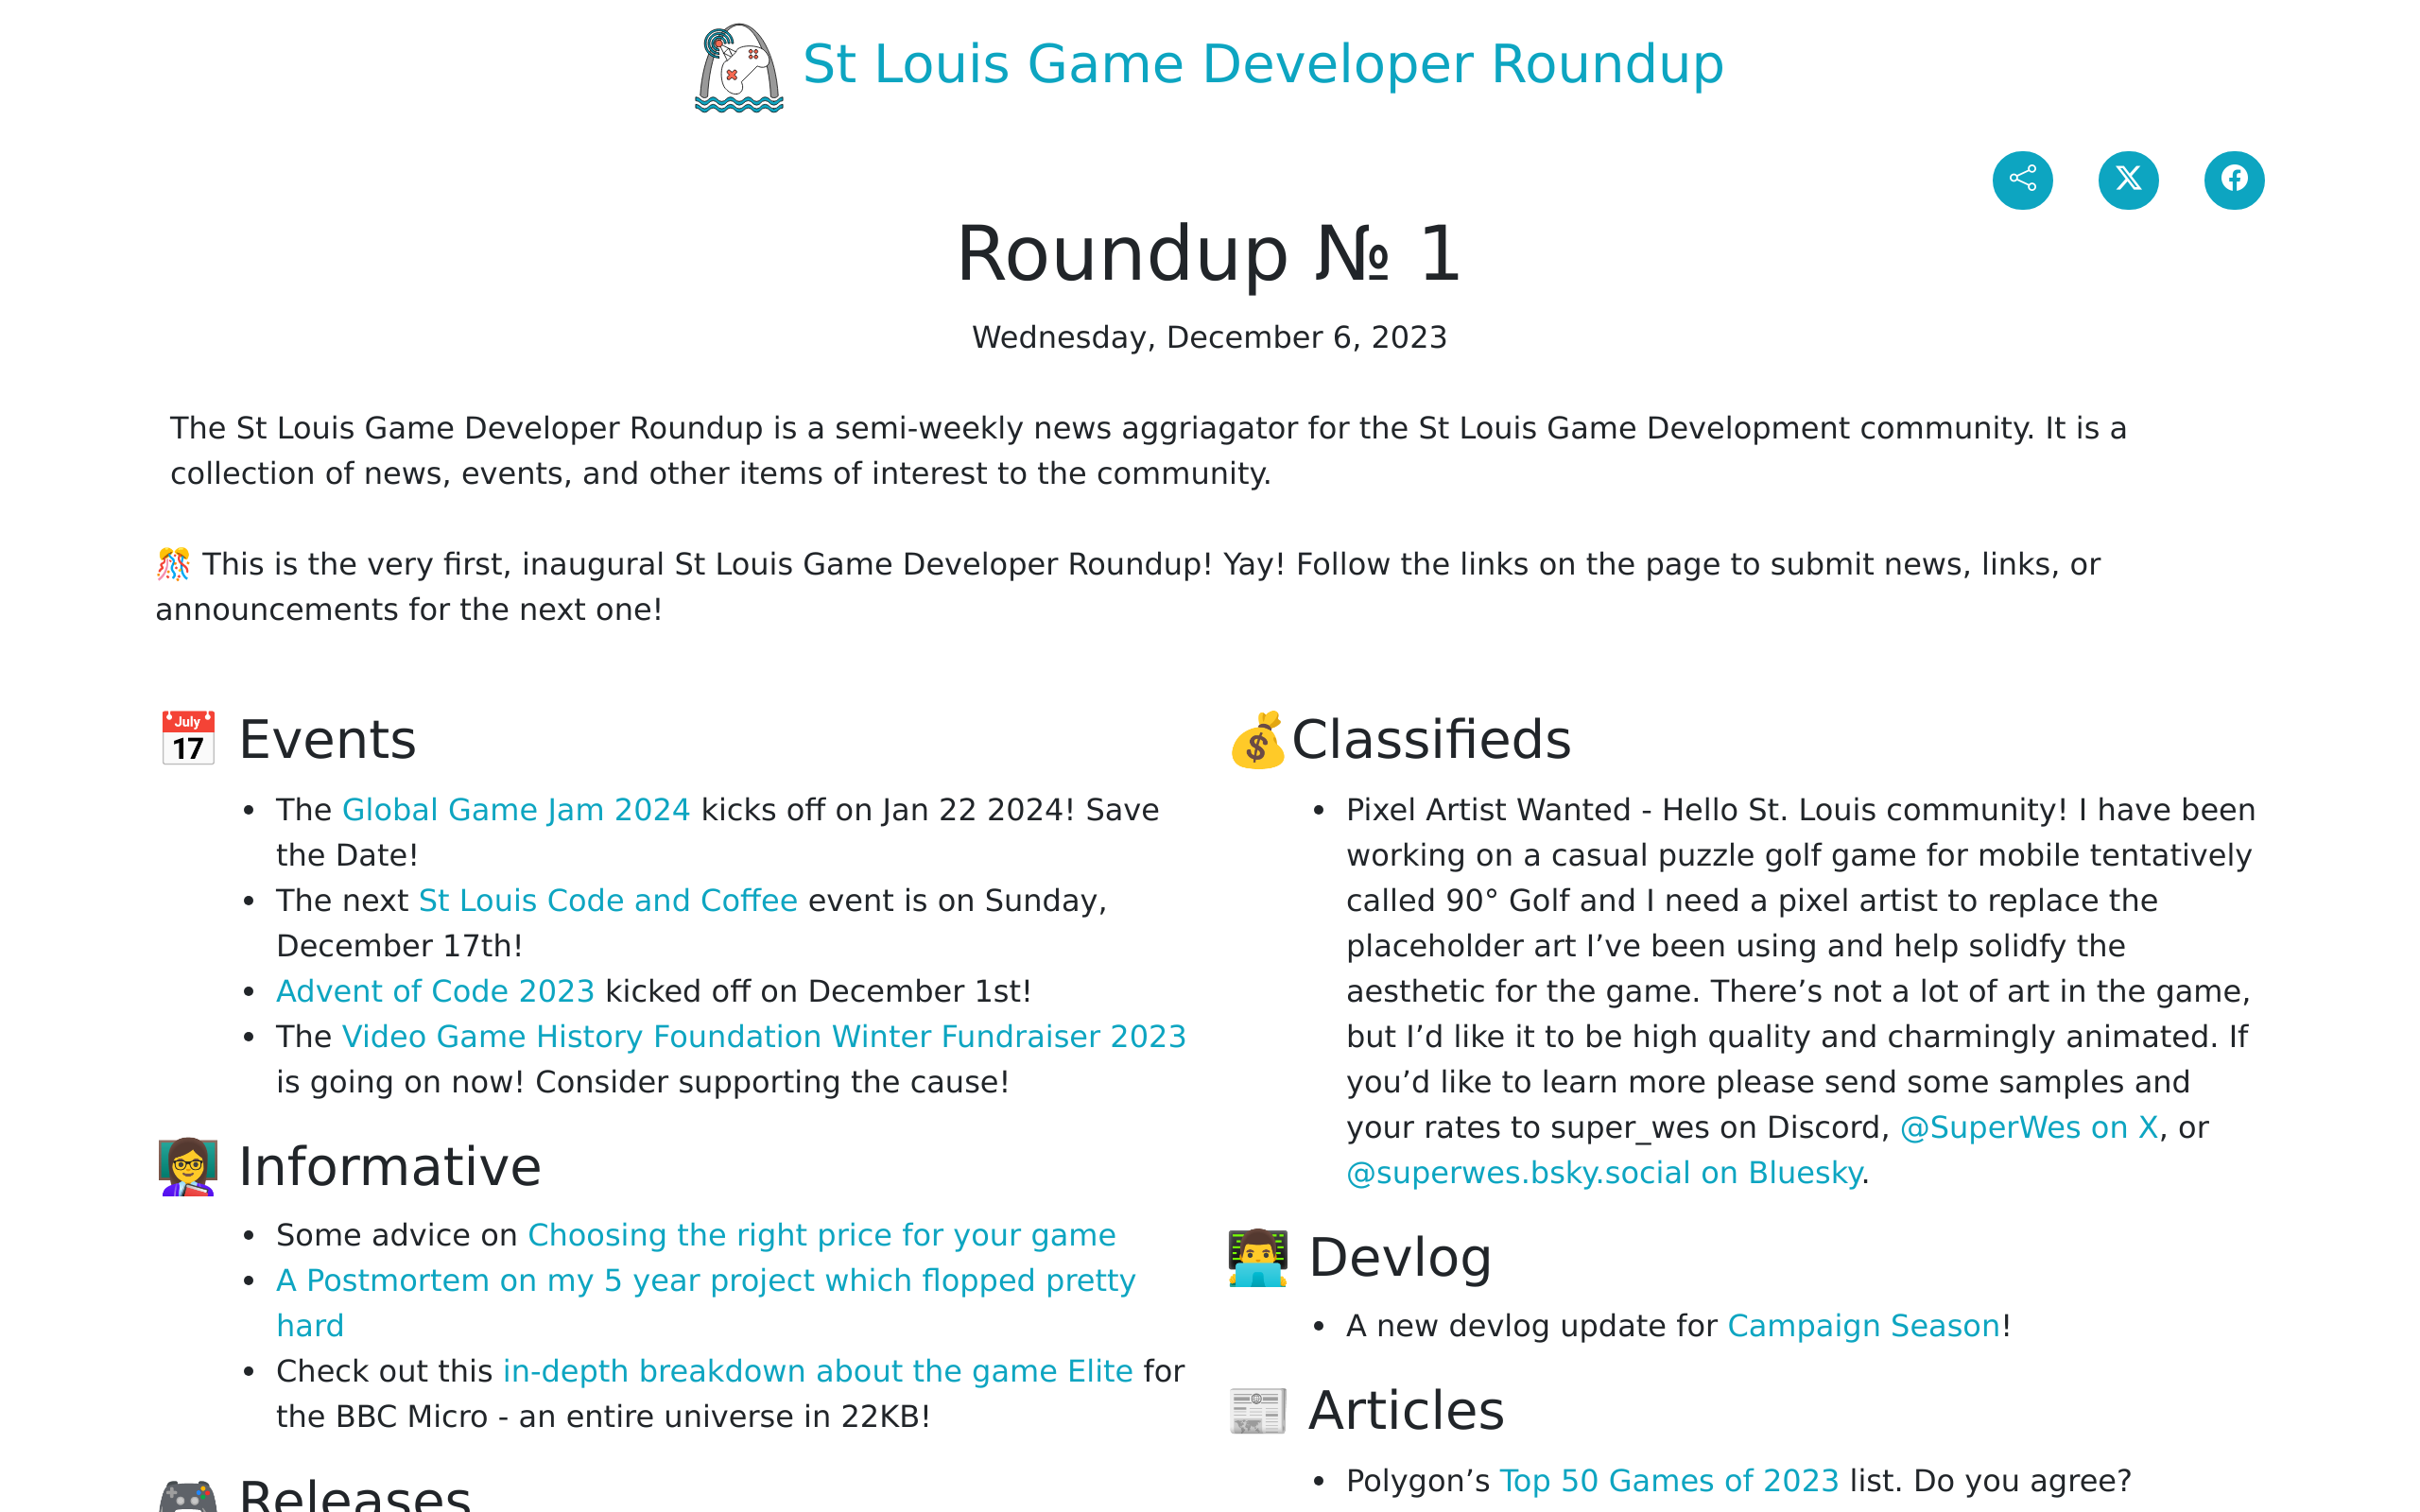 St Louis Game Developer Roundup
Roundup № 1
Wednesday, December 6, 2023
The St Louis Game Developer Roundup is a semi-weekly news aggriagator for the St Louis Game Development community. It is a
collection of news, events, and other items of interest to the community.
🎊 This is the very first, inaugural St Louis Game Developer Roundup! Yay! Follow the links on the page to submit news, links, or
announcements for the next one!
📅 Events
The Global Game Jam 2024 kicks off on Jan 22 2024! Save
the Date!
The next St Louis Code and Coffee event is on Sunday,
December 17th!
Advent of Code 2023 kicked off on December 1st!
The Video Game History Foundation Winter Fundraiser 2023
is going on now! Consider supporting the cause!
👩‍🏫 Informative
Some advice on Choosing the right price for your game
A Postmortem on my 5 year project which flopped pretty
hard
Check out this in-depth breakdown about the game Elite for
the BBC Micro - an entire universe in 22KB!
🎮 Releases
💰Classifieds
Pixel Artist Wanted - Hello St. Louis community! I have been
working on a casual puzzle golf game for mobile tentatively
called 90° Golf and I need a pixel artist to replace the
placeholder art I’ve been using and help solidfy the
aesthetic for the game. There’s not a lot of art in the game,
but I’d like it to be high quality and charmingly animated. If
you’d like to learn more please send some samples and
your rates to super_wes on Discord, @SuperWes on X, or
@superwes.bsky.social on Bluesky.
👨‍💻 Devlog
A new devlog update for Campaign Season!
📰 Articles
Polygon’s Top 50 Games of 2023 list. Do you agree?